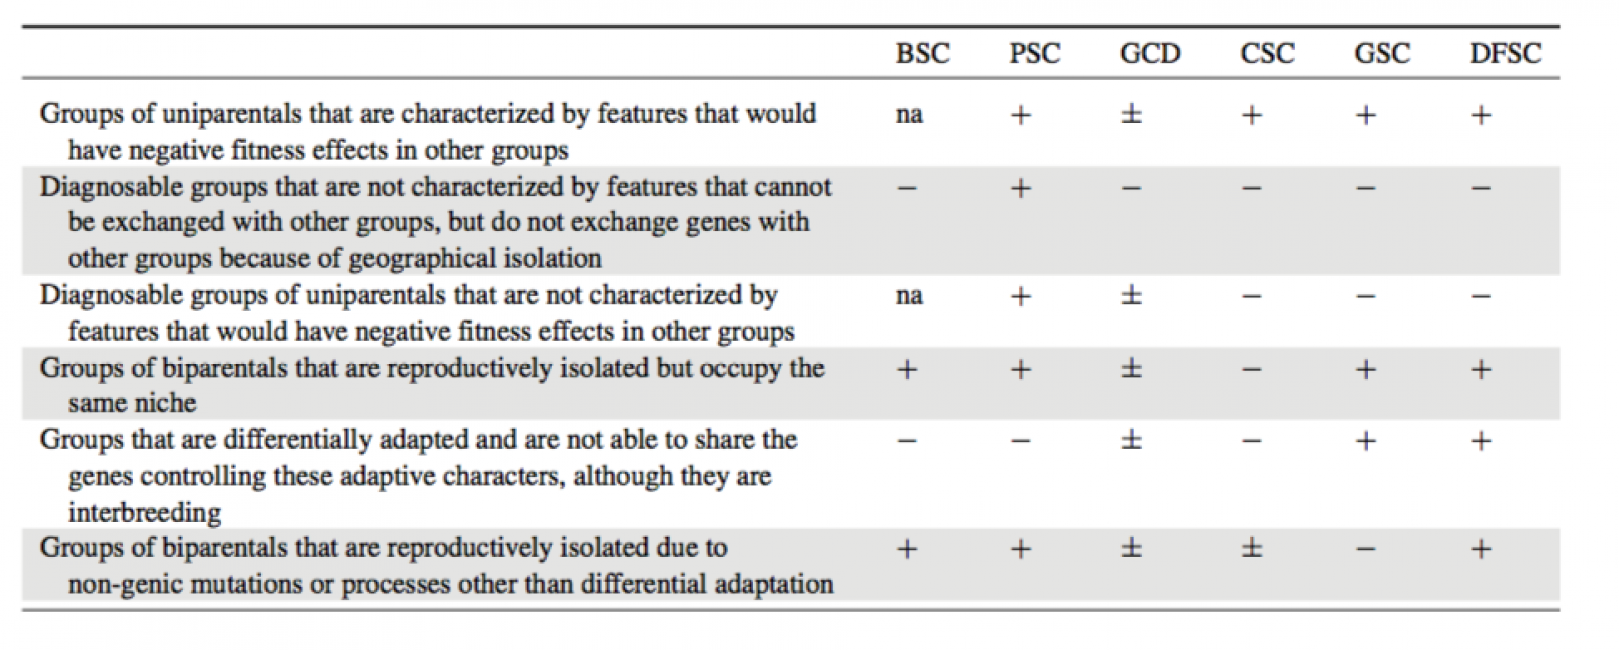 BSC PSC GCD CSC GSC DFSC
Groups of uniparentals that are characterized by features that would na + ± + + +
have negative fitness effects in other groups
Diagnosable groups that are not characterized by features that cannot − + − − − −
be exchanged with other groups, but do not exchange genes with
other groups because of geographical isolation
Diagnosable groups of uniparentals that are not characterized by na + ± − − −
features that would have negative fitness effects in other groups
Groups of biparentals that are reproductively isolated but occupy the + + ± − + +
same niche
Groups that are differentially adapted and are not able to share the − − ± − + +
genes controlling these adaptive characters, although they are
interbreeding
Groups of biparentals that are reproductively isolated due to + + ± ± − +
non-genic mutations or processes other than differential adaptation